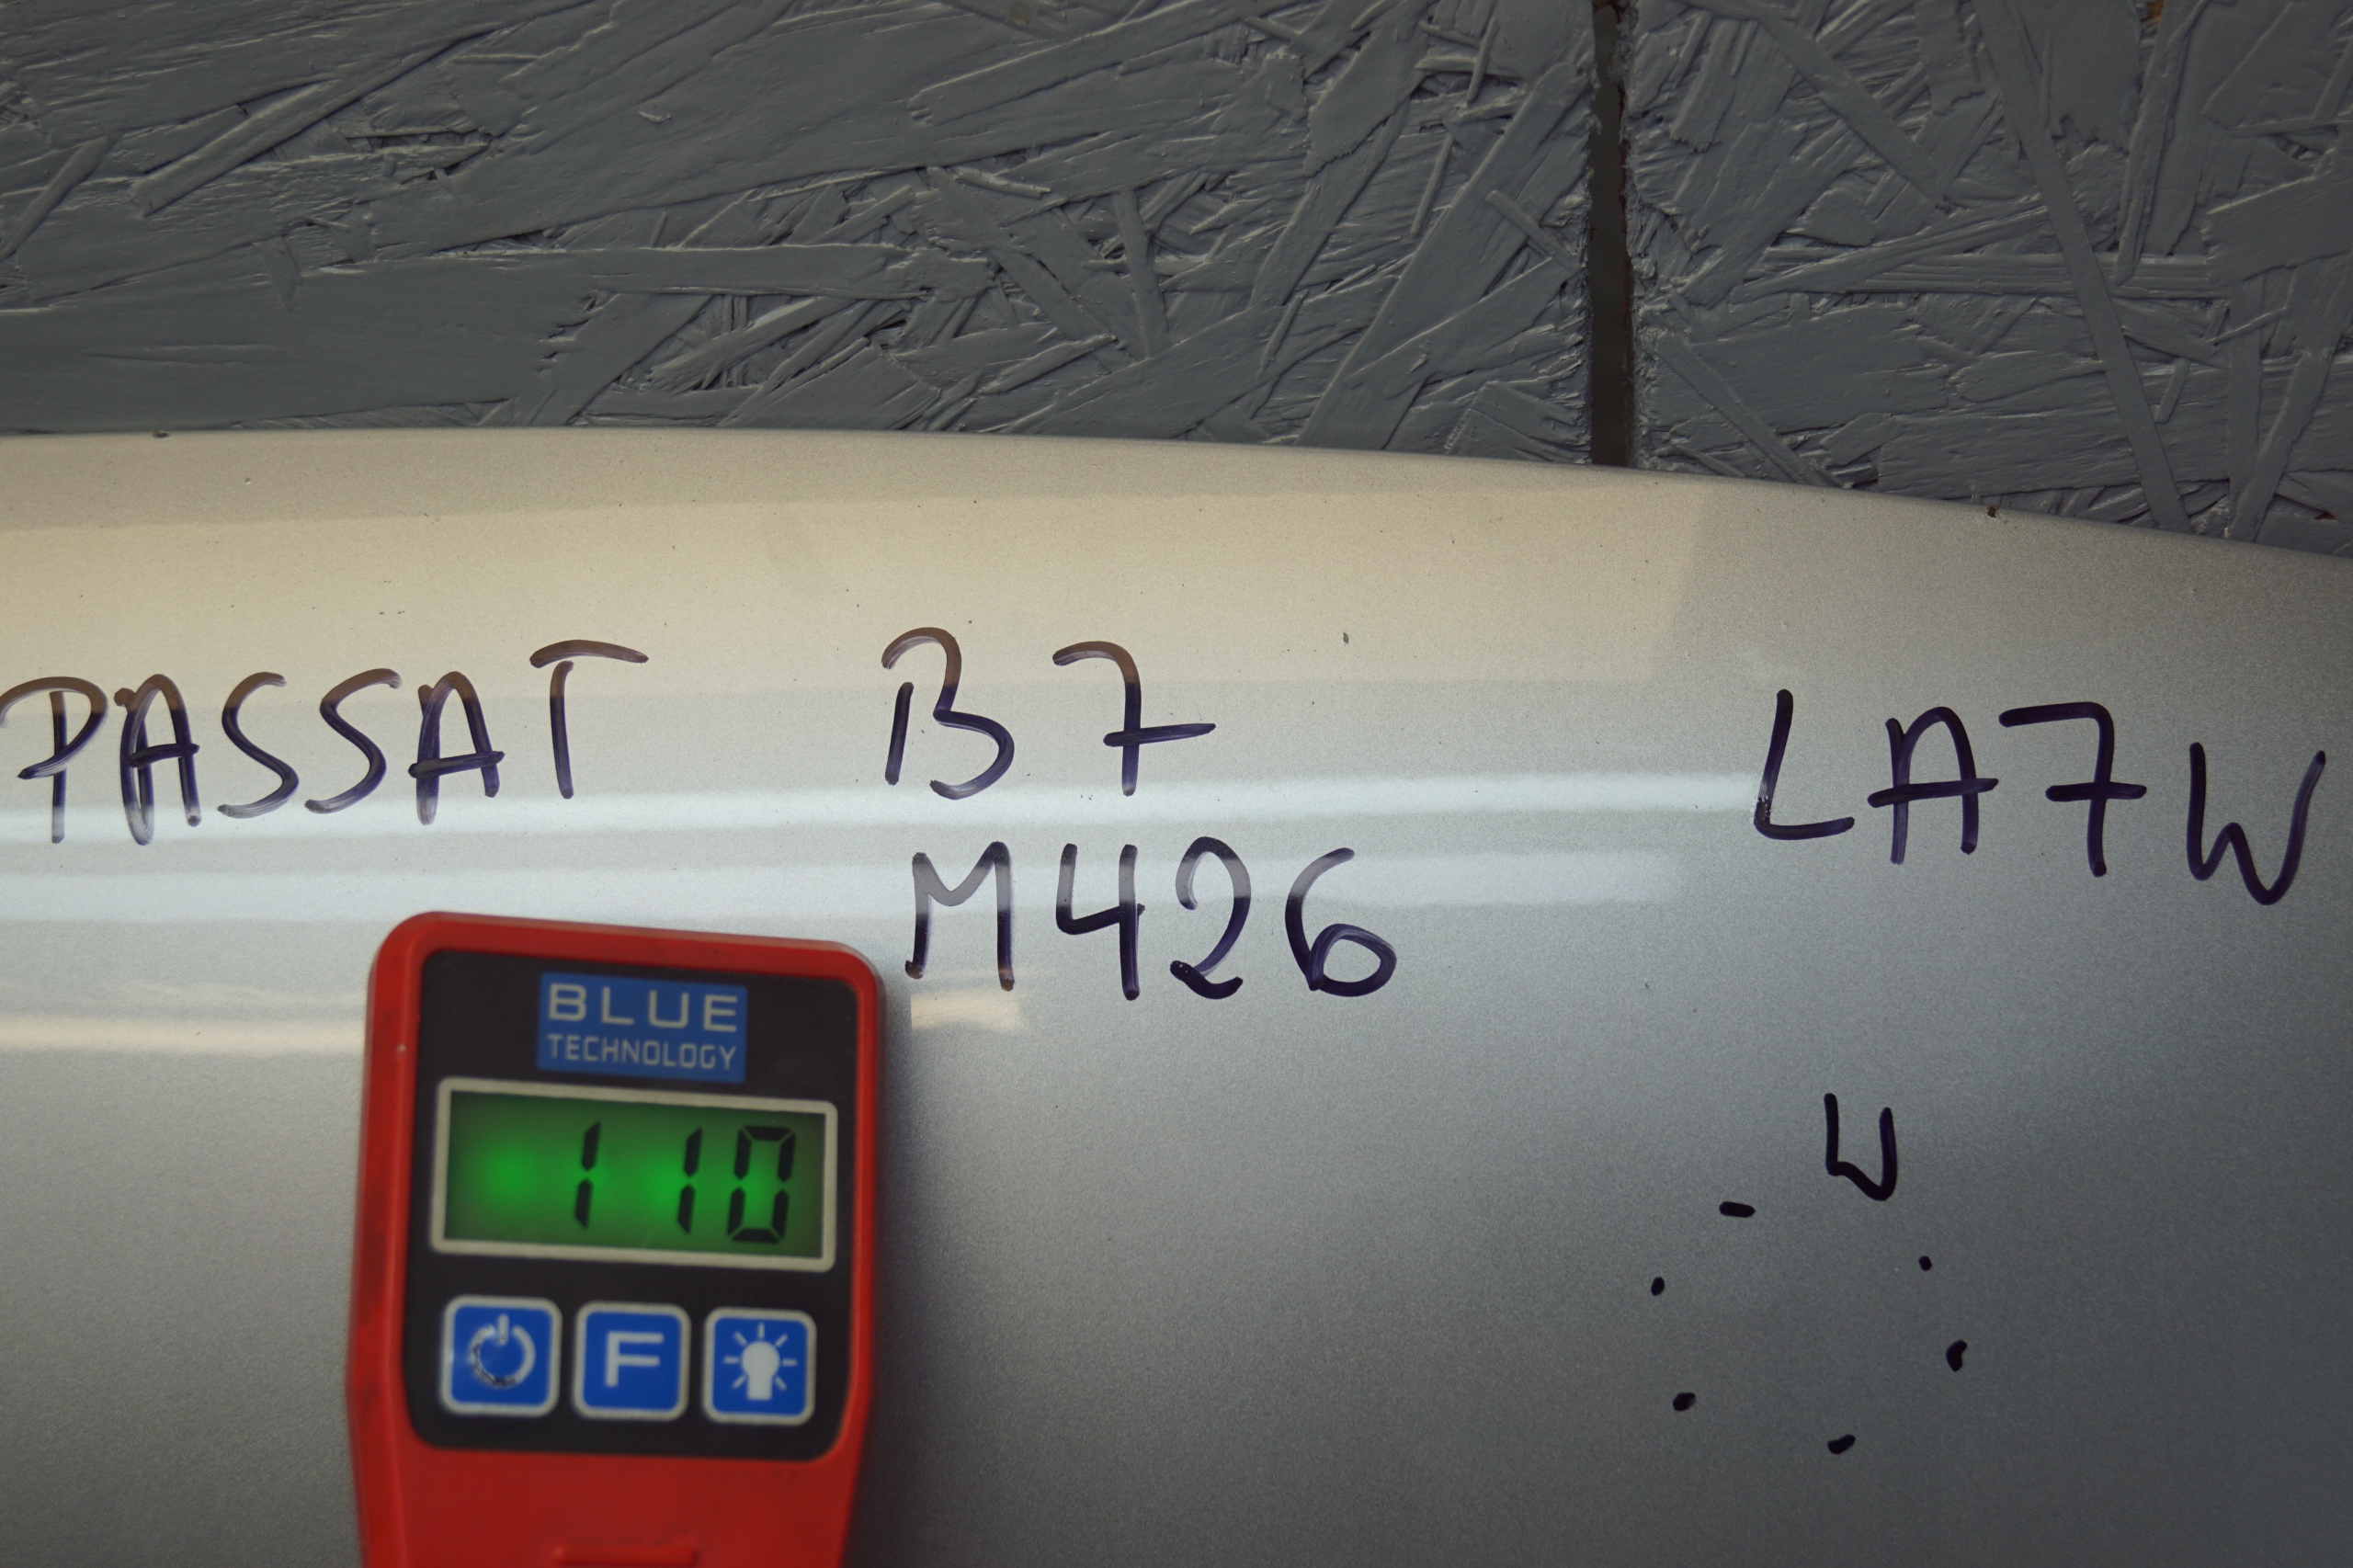 PASSAT B7 LA7W
M426
BLUE
TECHNOLOGY
110
F
W